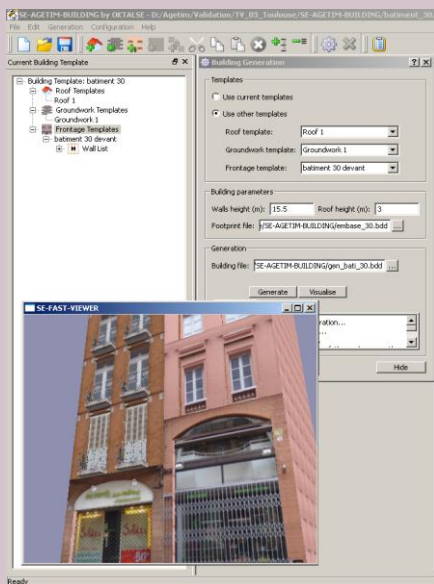 SE-AGETIM-BUILDING by OKTAL-SE - D:/Agetim/Validation/TV_03_Toulouse/SE-AGETIM-BUILDING/batiment_30.
File Edit Generation Configuration Help
Current Building Template
Building Template: batiment 30
Roof Templates
Roof 1
Groundwork Templates
Groundwork 1
Frontage Templates
batiment 30 devant
Wall List
Building Generation
Templates
Use current templates
Use other templates
Roof template: Roof 1
Groundwork template: Groundwork 1
Frontage template: batiment 30 devant
Building parameters
Walls height (m): 15.5 Roof height (m): 3
Footprint file: /SE-AGETIM-BUILDING/embase_30.bdd ...
Generation
Building file: /SE-AGETIM-BUILDING/gen_bati_30.bdd ...
Generate Visualise
ration...
Hide
SE-FAST-VIEWER
Ready